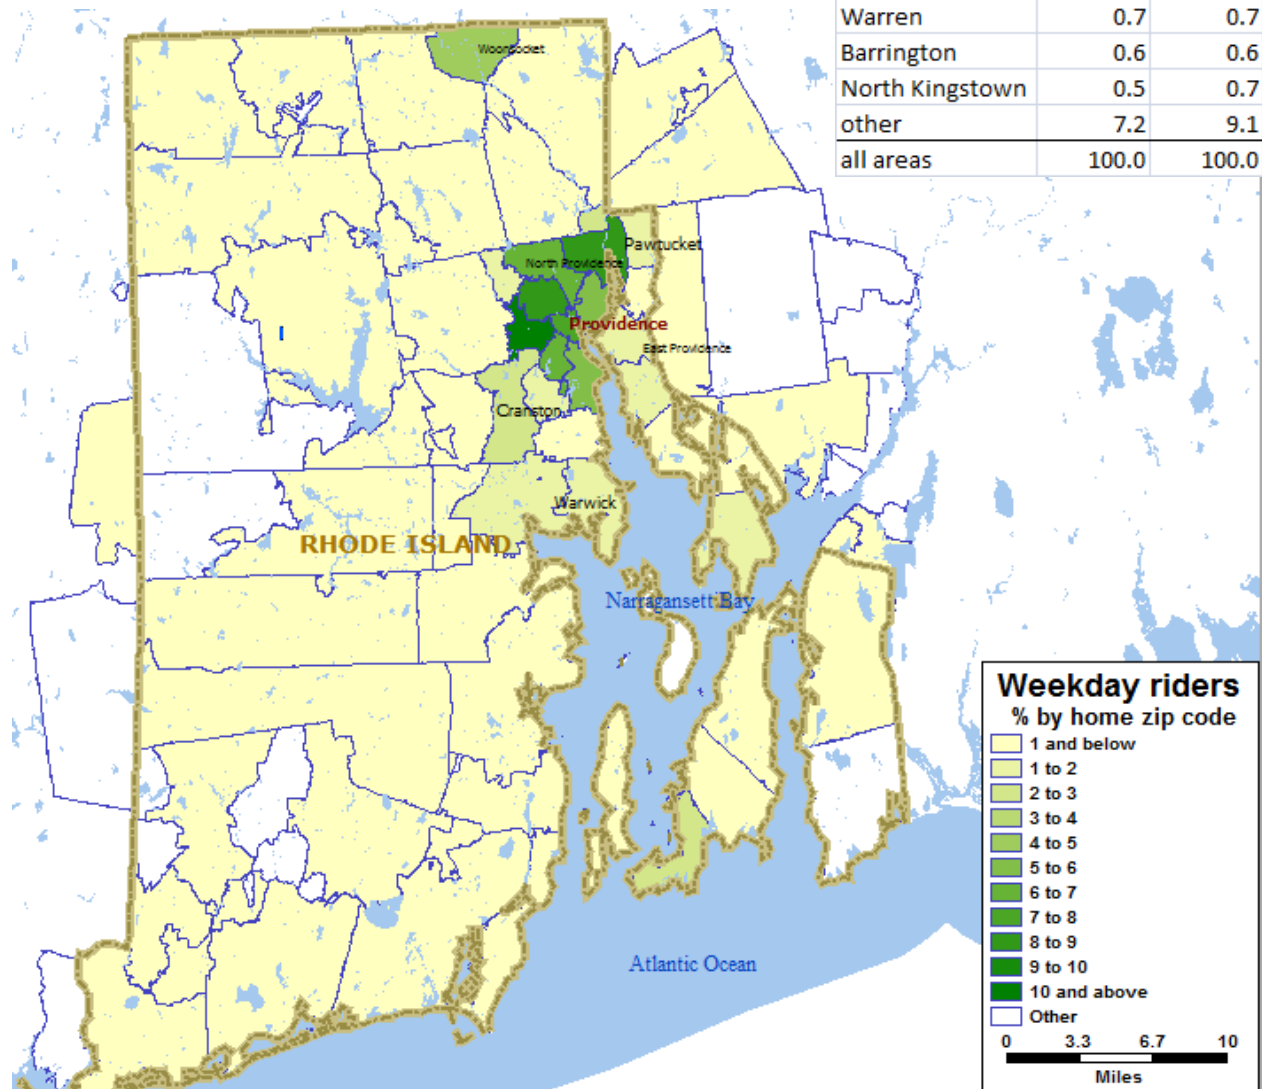 Warren 0.7 0.7
Barrington 0.6 0.6
North Kingstown 0.5 0.7
other 7.2 9.1
all areas 100.0 100.0
Woonsocket
Pawtucket
North Providence
Providence
East Providence
Cranston
Warwick
RHODE ISLAND
Narragansett Bay
Atlantic Ocean
Weekday riders
% by home zip code
1 and below
1 to 2
2 to 3
3 to 4
4 to 5
5 to 6
6 to 7
7 to 8
8 to 9
9 to 10
10 and above
Other
0 3.3 6.7 10
Miles